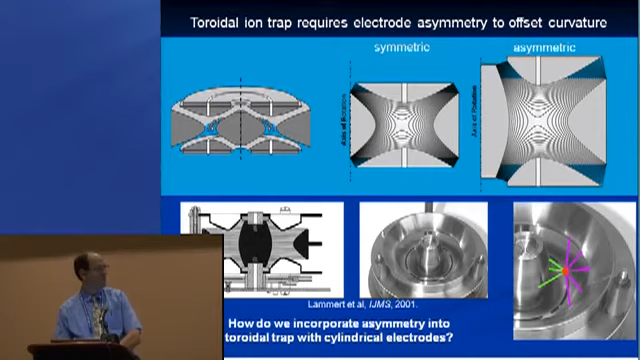 Toroidal ion trap requires electrode asymmetry to offset curvature
symmetric
asymmetric
Axis of Rotation
Axis of Rotation
Lammert et al, IJMS, 2001.
How do we incorporate asymmetry into
toroidal trap with cylindrical electrodes?